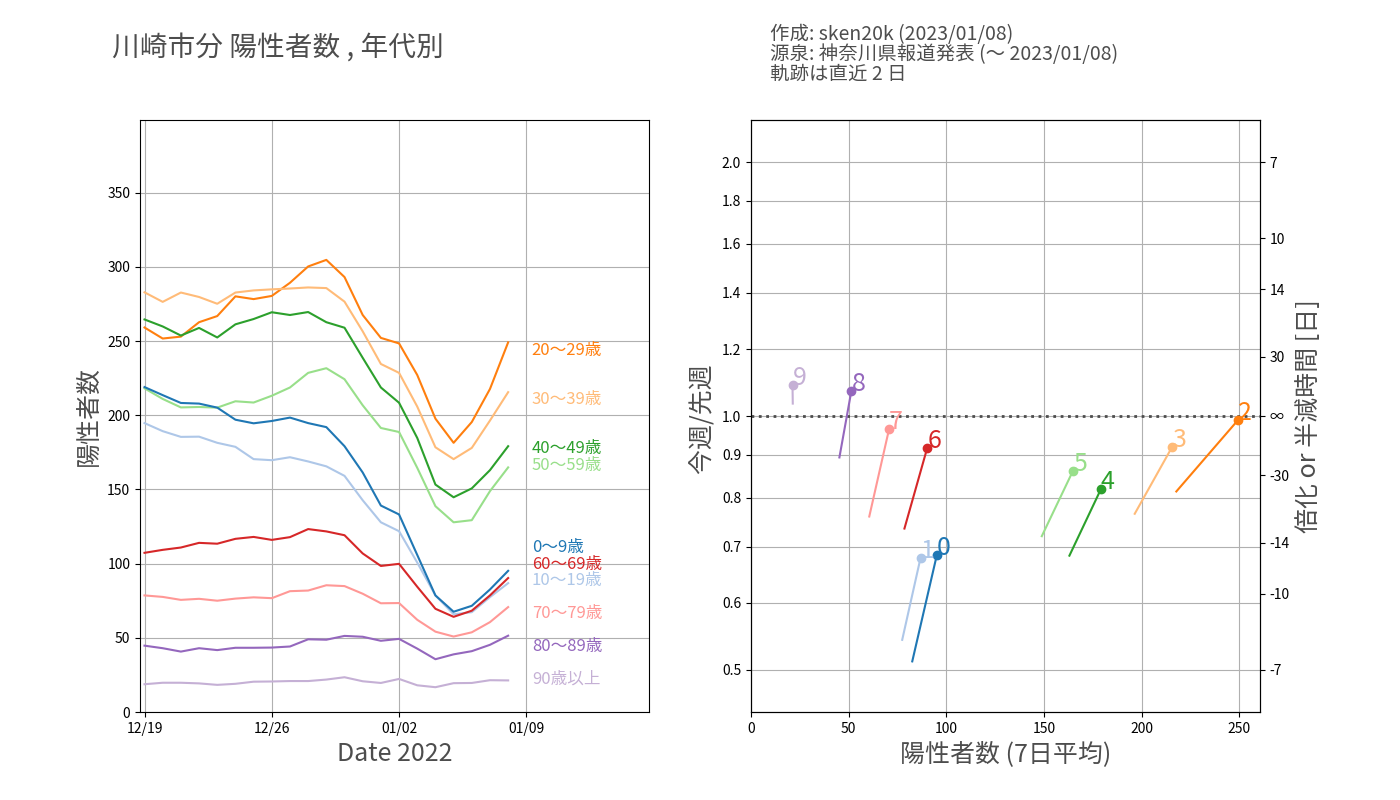 川崎市分 陽性者数 , 年代別
作成: sken20k (2023/01/08)
源泉: 神奈川県報道発表 (〜 2023/01/08)
軌跡は直近 2 日
陽性者数
350
300
250
200
150
100
50
0
12/19
12/26
01/02
01/09
Date 2022
20〜29歳
30〜39歳
40〜49歳
50〜59歳
0〜9歳
60〜69歳
10〜19歳
70〜79歳
80〜89歳
90歳以上
今週/先週
2.0
1.8
1.6
1.4
1.2
1.0
0.9
0.8
0.7
0.6
0.5
0
50
100
150
200
250
陽性者数 (7日平均)
9
8
7
6
5
4
3
2
1
0
7
10
14
30
∞
-30
-14
-10
-7
倍化 or 半減時間 [日]